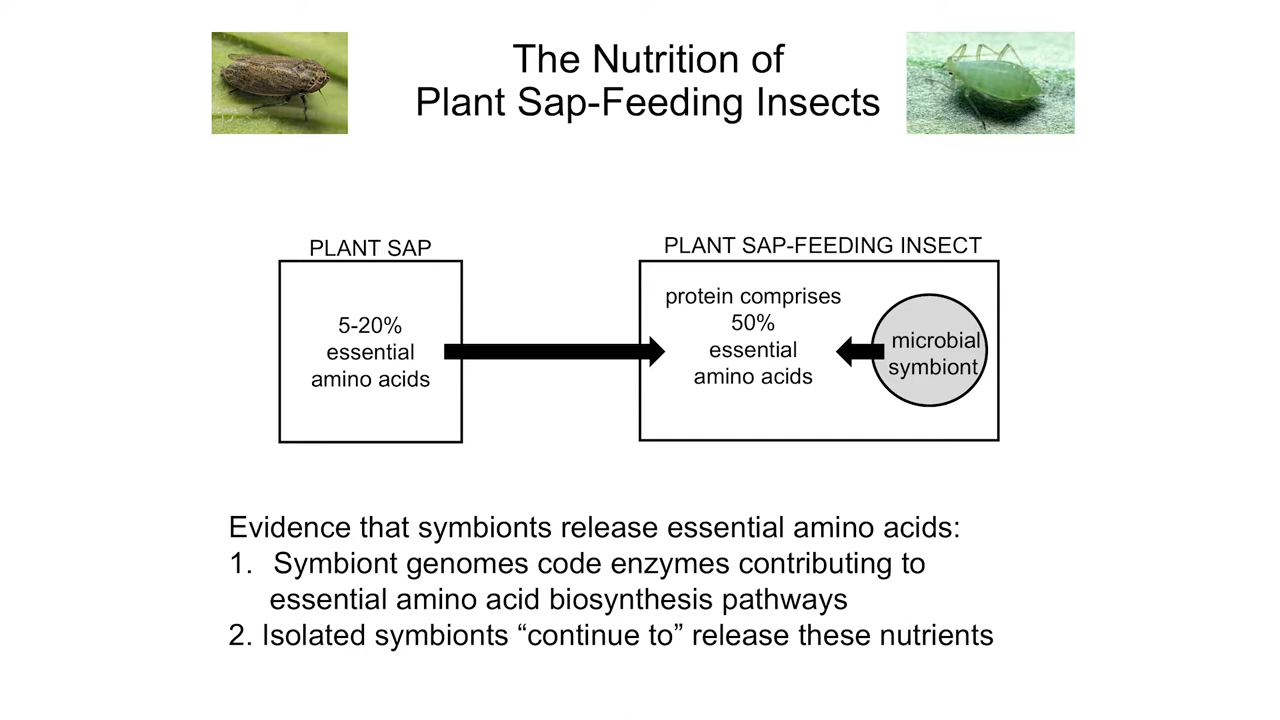 The Nutrition of
Plant Sap-Feeding Insects
PLANT SAP
5-20%
essential
amino acids
PLANT SAP-FEEDING INSECT
protein comprises
50%
essential
amino acids
microbial
symbiont
Evidence that symbionts release essential amino acids:
1. Symbiont genomes code enzymes contributing to
essential amino acid biosynthesis pathways
2. Isolated symbionts “continue to” release these nutrients